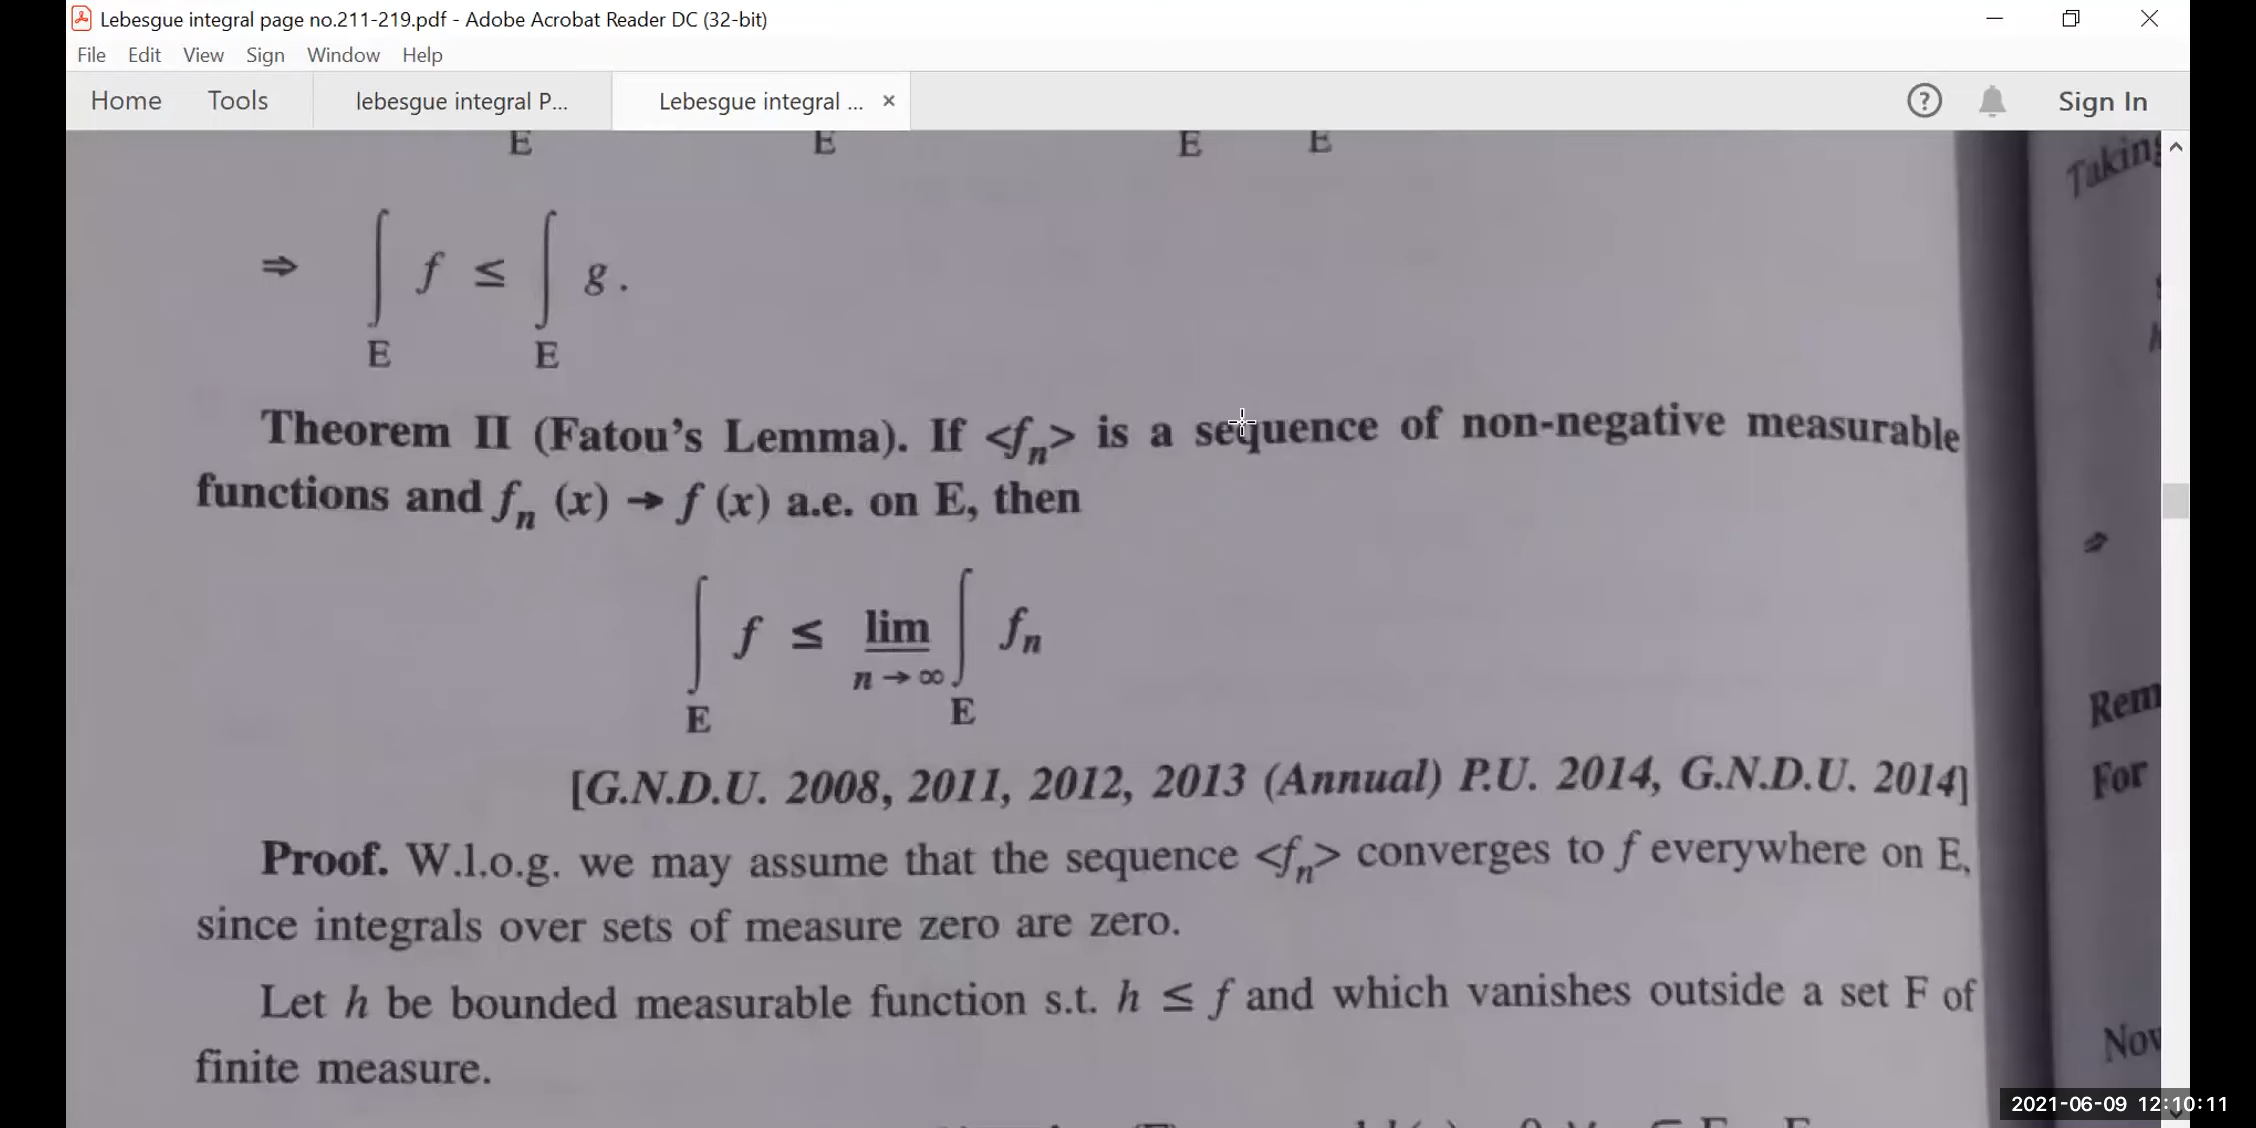 Lebesgue integral page no.211-219.pdf - Adobe Acrobat Reader DC (32-bit)
File Edit View Sign Window Help
Home Tools lebesgue integral P... Lebesgue integral ... × ? Sign In
E E E E
Taking
⇒ ∫ f ≤ ∫ g .
E E
Theorem II (Fatou's Lemma). If <fₙ> is a sequence of non-negative measurable
functions and fₙ (x) → f (x) a.e. on E, then
⇒
∫ f ≤ lim ∫ fₙ
n → ∞
E E
Rem
[G.N.D.U. 2008, 2011, 2012, 2013 (Annual) P.U. 2014, G.N.D.U. 2014]
For
Proof. W.l.o.g. we may assume that the sequence <fₙ> converges to f everywhere on E,
since integrals over sets of measure zero are zero.
Let h be bounded measurable function s.t. h ≤ f and which vanishes outside a set F of
Nov
finite measure.
2021-06-09 12:10:11